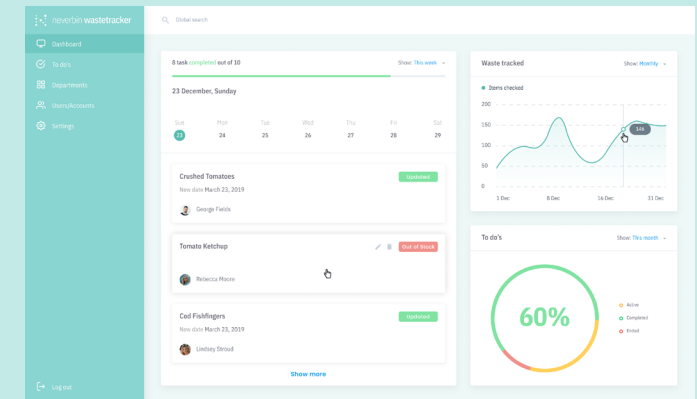 neverbin wastetracker
Global search
Dashboard
To do's
Departments
Users/Accounts
Settings
Log out
8 task completed out of 10
Show: This week
23 December, Sunday
Sun Mon Tue Wed Thu Fri Sat
23 24 25 26 27 28 29
Crushed Tomatoes
Updated
New date March 23, 2019
George Fields
Tomato Ketchup
Out of Stock
Rebecca Moore
Cod Fishfingers
Updated
New date March 23, 2019
Lindsey Stroud
Show more
Waste tracked
Show: Monthly
Items checked
200
150
100
50
0
146
1 Dec 8 Dec 16 Dec 31 Dec
To do's
Show: This month
60%
Active
Completed
Ended